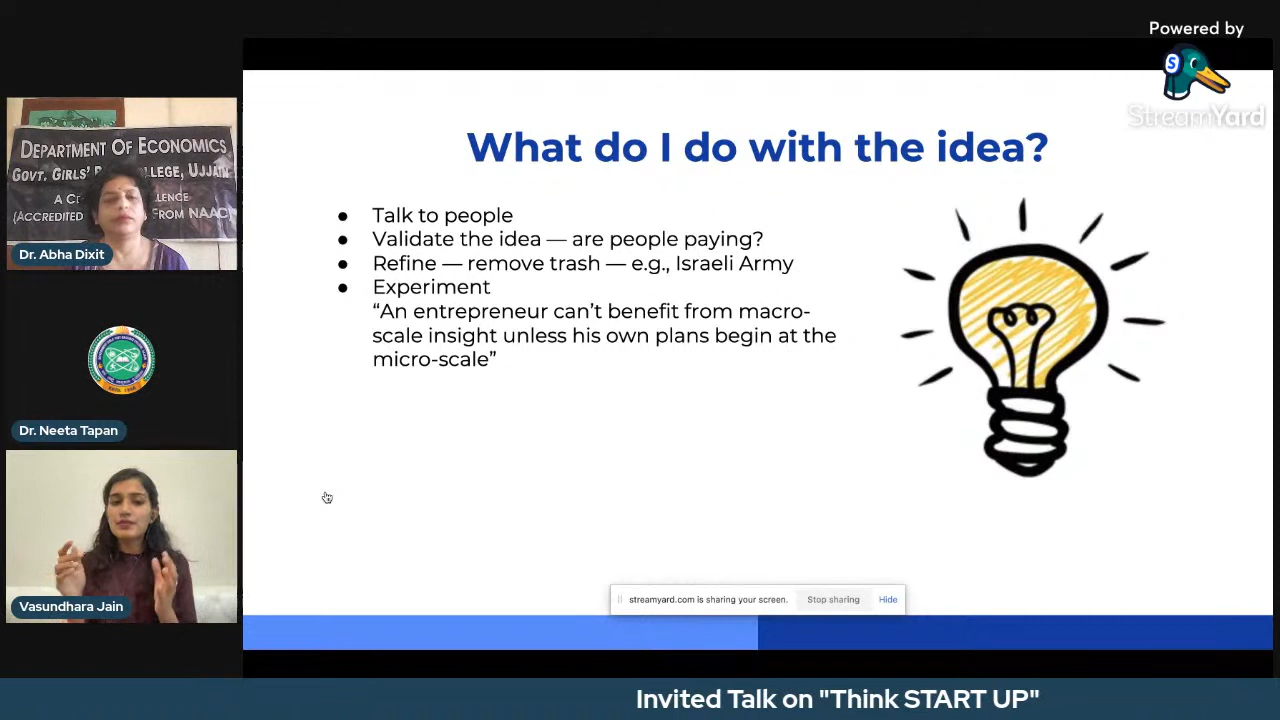 Powered by
StreamYard
DEPARTMENT OF ECONOMICS
GOVT. GIRLS' LLEGE, UJJAIN
A C LENCE
(ACCREDITED FROM NAAC)
Dr. Abha Dixit
Dr. Neeta Tapan
Vasundhara Jain
What do I do with the idea?
● Talk to people
● Validate the idea — are people paying?
● Refine — remove trash — e.g., Israeli Army
● Experiment
“An entrepreneur can’t benefit from macro-
scale insight unless his own plans begin at the
micro-scale”
streamyard.com is sharing your screen. Stop sharing Hide
Invited Talk on "Think START UP"